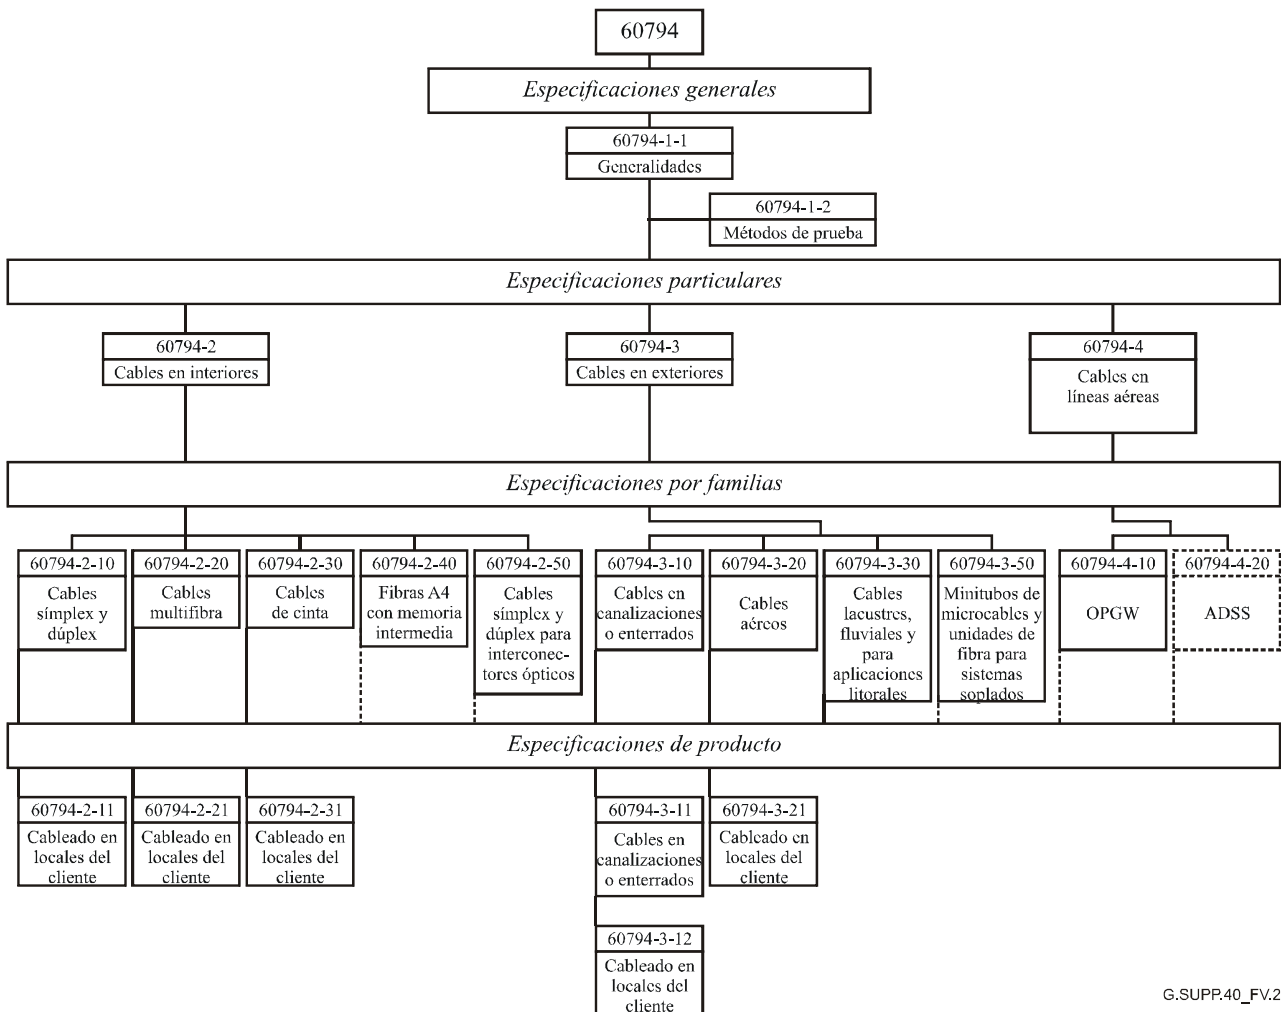 60794
Especificaciones generales
60794-1-1
Generalidades
60794-1-2
Métodos de prueba
Especificaciones particulares
60794-2
Cables en interiores
60794-3
Cables en exteriores
60794-4
Cables en
líneas aéreas
Especificaciones por familias
60794-2-10
Cables
símplex y
dúplex
60794-2-20
Cables
multifibra
60794-2-30
Cables
de cinta
60794-2-40
Fibras A4
con memoria
intermedia
60794-2-50
Cables
símplex y
dúplex para
interconec-
tores ópticos
60794-3-10
Cables en
canalizaciones
o enterrados
60794-3-20
Cables
aéreos
60794-3-30
Cables
lacustres,
fluviales y
para
aplicaciones
litorales
60794-3-50
Minitubos de
microcables y
unidades de
fibra para
sistemas
soplados
60794-4-10
OPGW
60794-4-20
ADSS
Especificaciones de producto
60794-2-11
Cableado en
locales del
cliente
60794-2-21
Cableado en
locales del
cliente
60794-2-31
Cableado en
locales del
cliente
60794-3-11
Cables en
canalizaciones
o enterrados
60794-3-21
Cableado en
locales del
cliente
60794-3-12
Cableado en
locales del
cliente
G.SUPP.40_FV.2